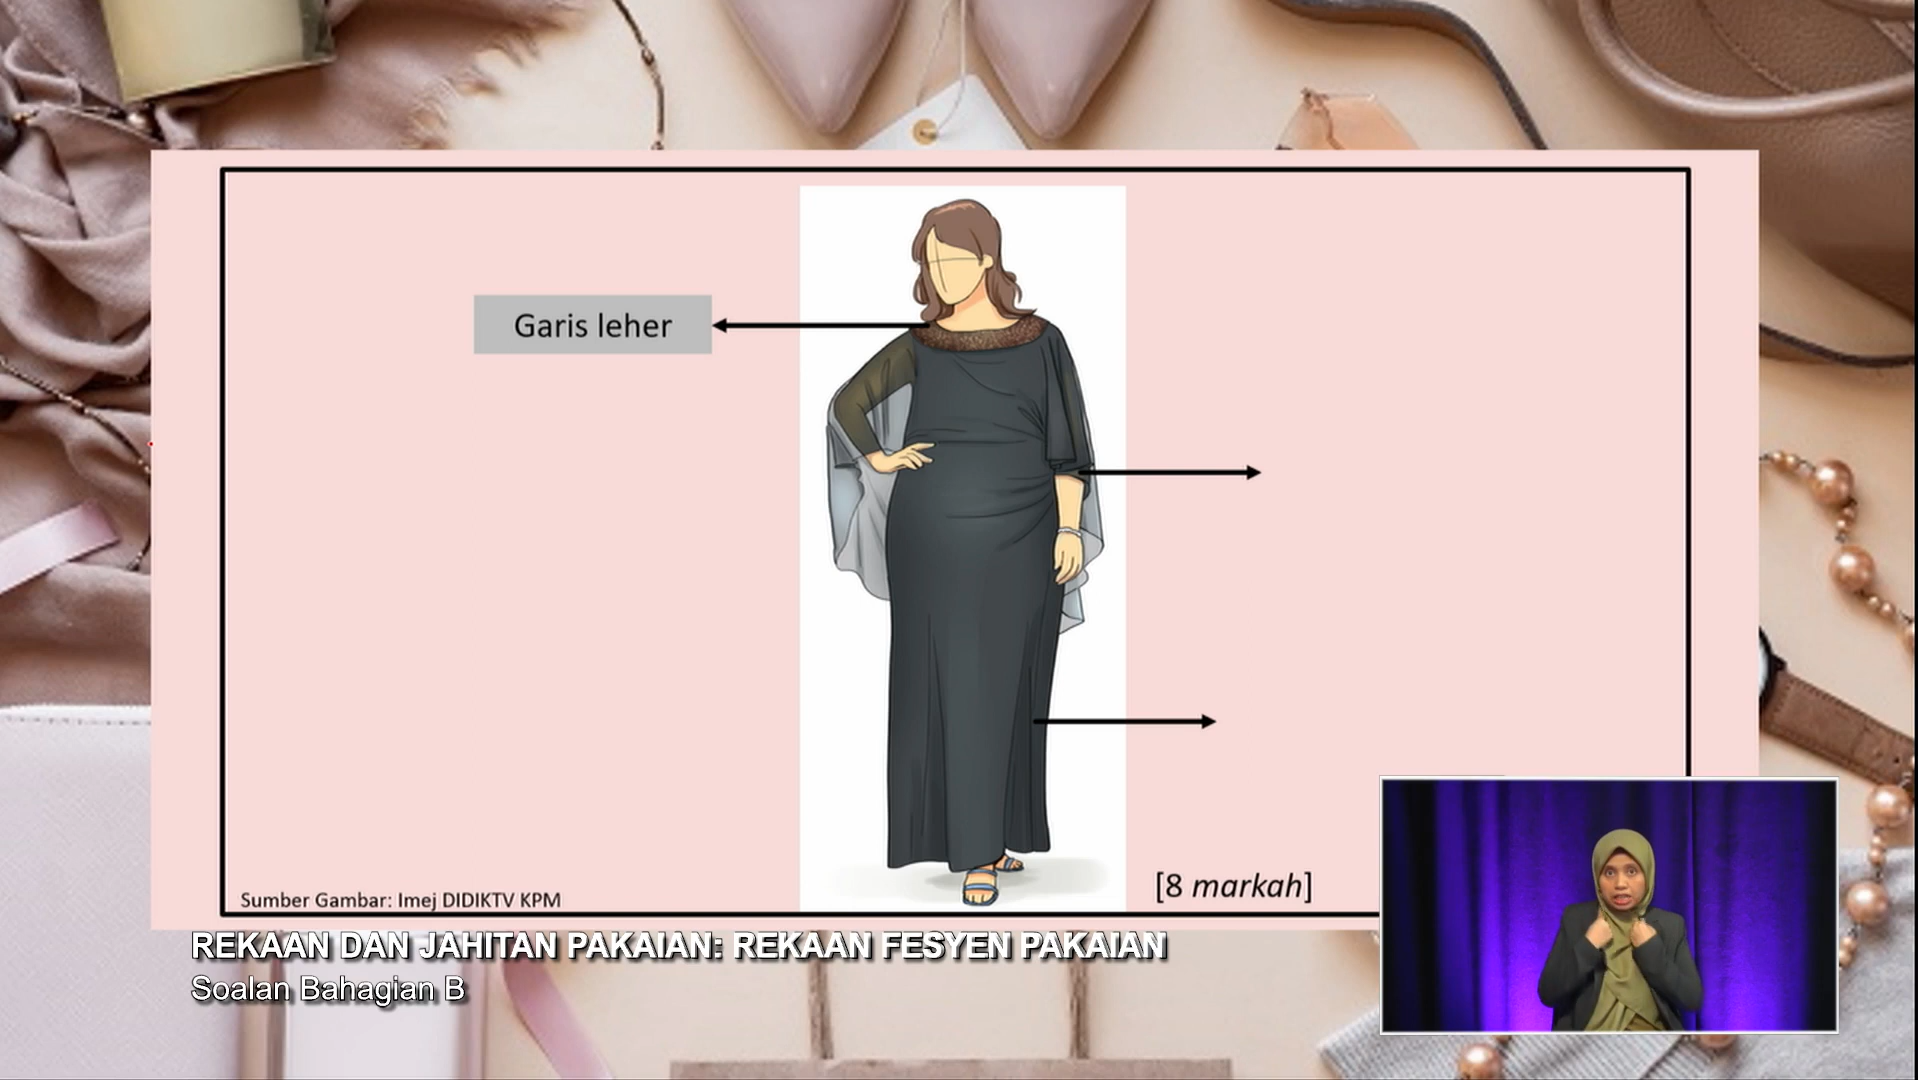 Garis leher
[8 markah]
Sumber Gambar: Imej DIDIKTV KPM
REKAAN DAN JAHITAN PAKAIAN: REKAAN FESYEN PAKAIAN
Soalan Bahagian B